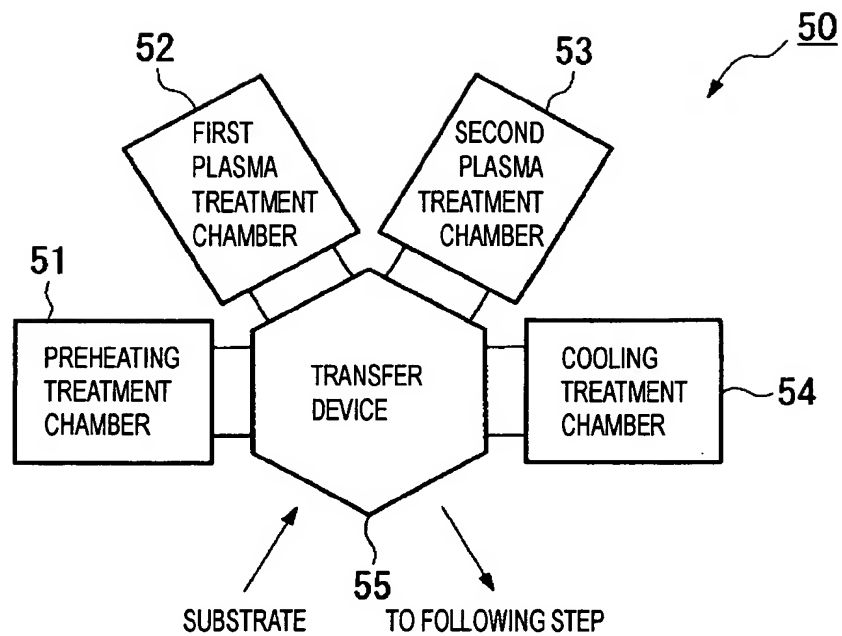 50
52
53
FIRST
PLASMA
TREATMENT
CHAMBER
SECOND
PLASMA
TREATMENT
CHAMBER
51
PREHEATING
TREATMENT
CHAMBER
TRANSFER
DEVICE
COOLING
TREATMENT
CHAMBER
54
55
SUBSTRATE
TO FOLLOWING STEP